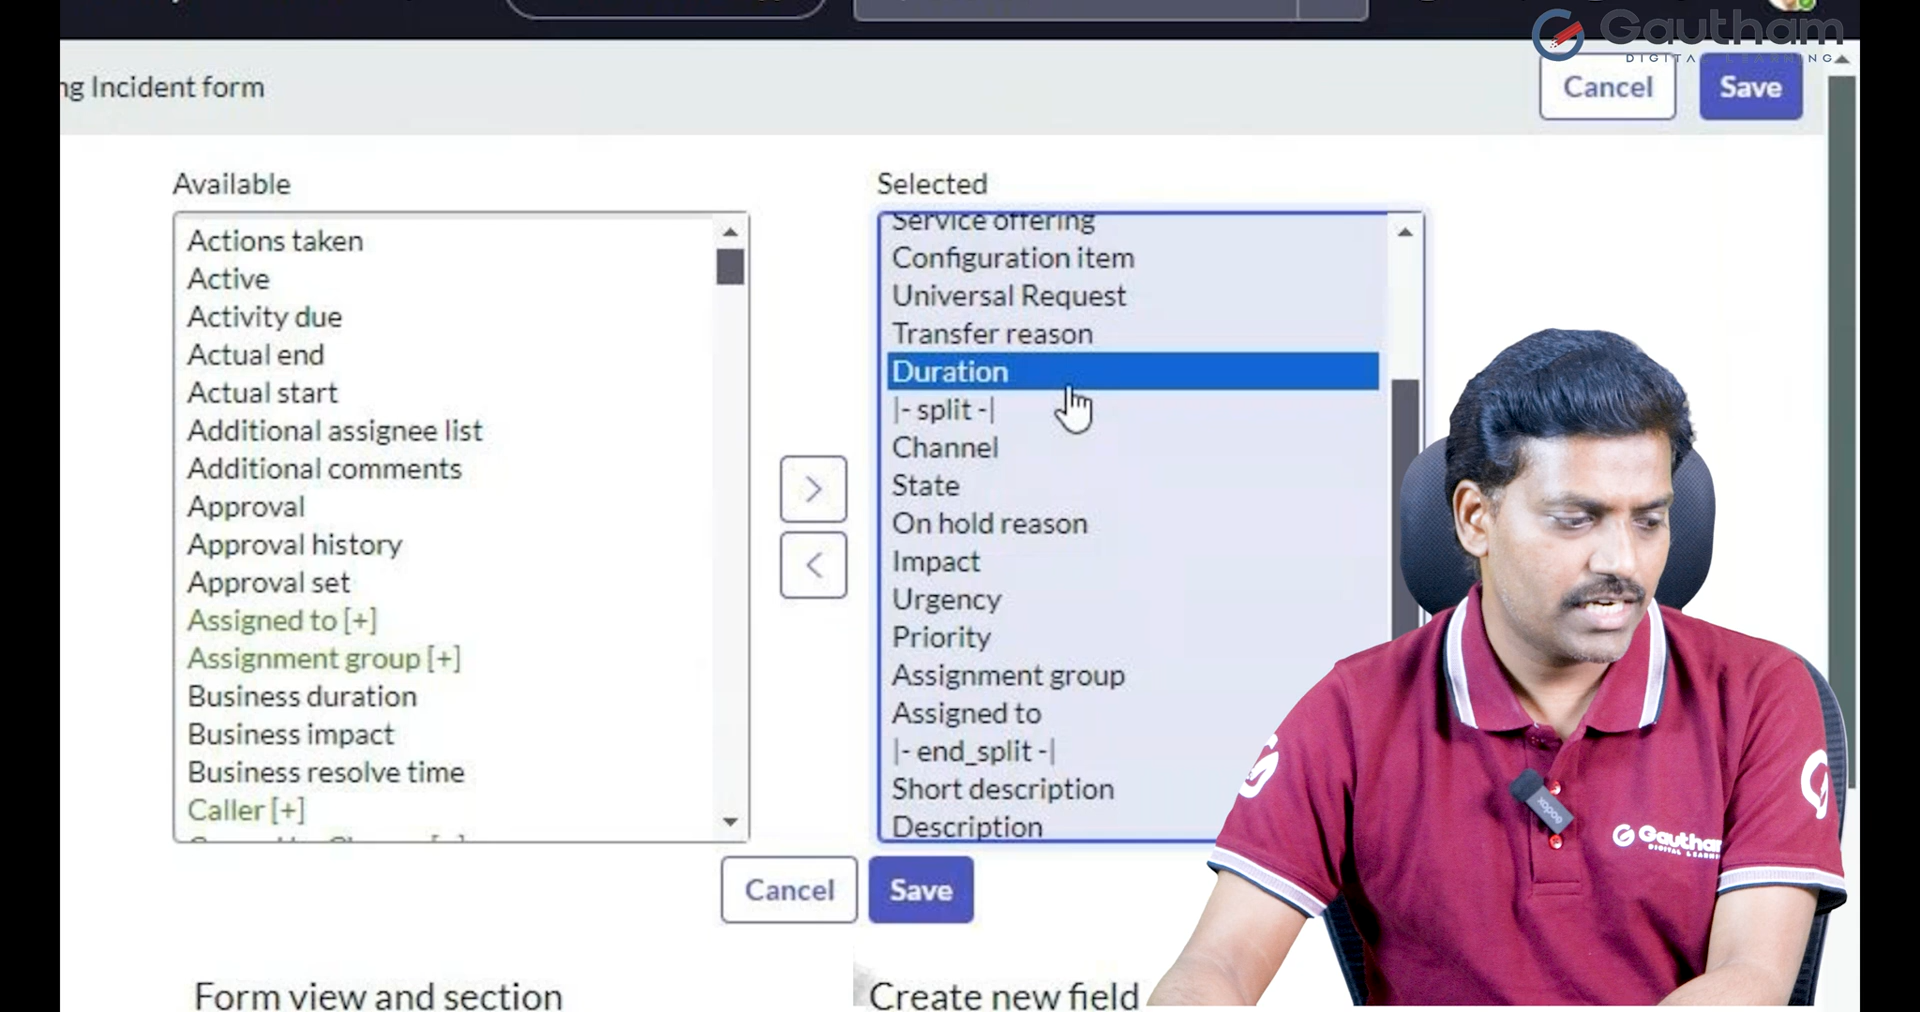 Gautham
DIGITAL LEARNING
ng Incident form
Cancel
Save
Available
Selected
Actions taken
Active
Activity due
Actual end
Actual start
Additional assignee list
Additional comments
Approval
Approval history
Approval set
Assigned to [+]
Assignment group [+]
Business duration
Business impact
Business resolve time
Caller [+]
>
<
Service offering
Configuration item
Universal Request
Transfer reason
Duration
|- split -|
Channel
State
On hold reason
Impact
Urgency
Priority
Assignment group
Assigned to
|- end_split -|
Short description
Description
Cancel
Save
Form view and section
Create new field